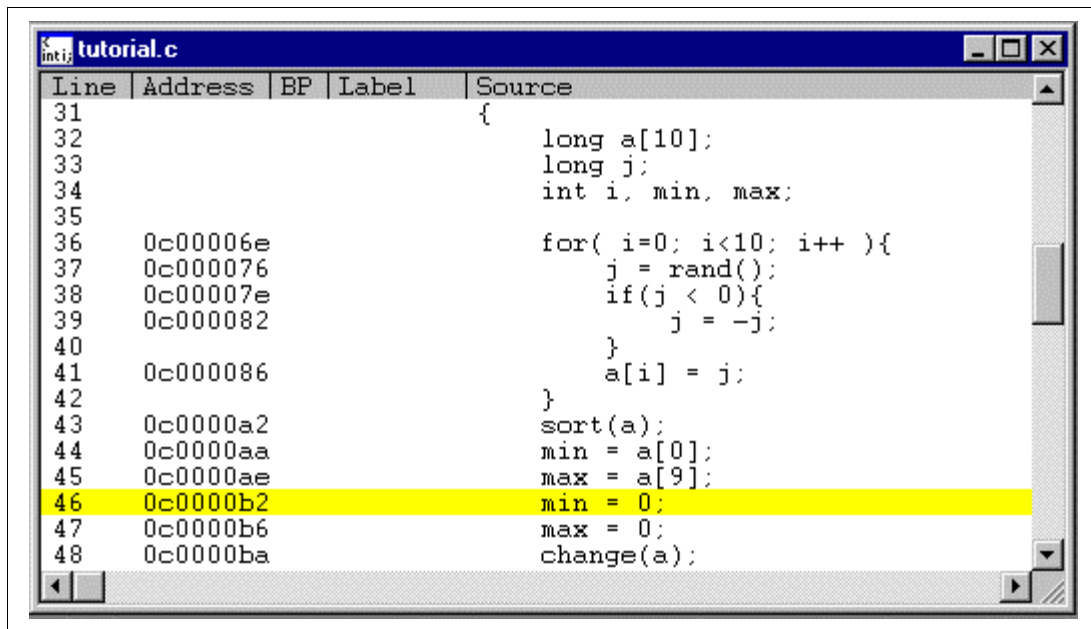 int i; tutorial.c
Line Address BP Label Source
31 {
32 long a[10];
33 long j;
34 int i, min, max;
35
36 0c00006e for( i=0; i<10; i++ ){
37 0c000076 j = rand();
38 0c00007e if(j < 0){
39 0c000082 j = -j;
40 }
41 0c000086 a[i] = j;
42 }
43 0c0000a2 sort(a);
44 0c0000aa min = a[0];
45 0c0000ae max = a[9];
46 0c0000b2 min = 0;
47 0c0000b6 max = 0;
48 0c0000ba change(a);